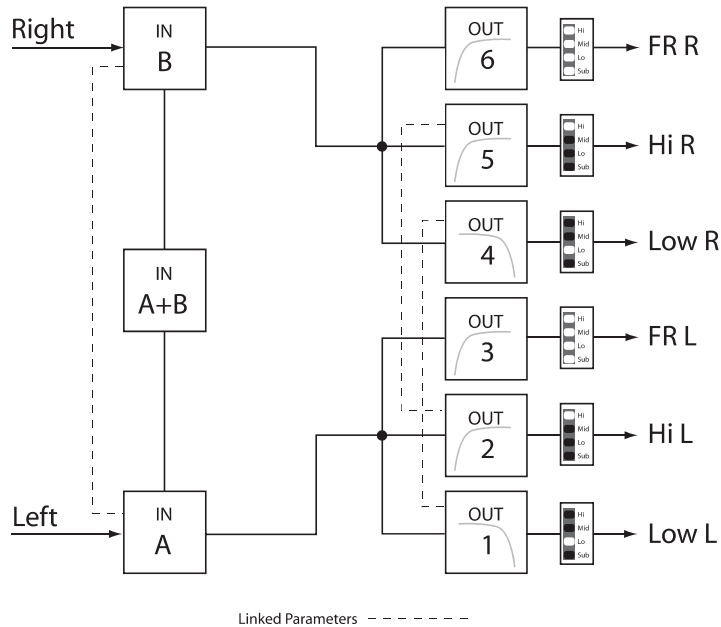 Right
IN
B
OUT
6
Hi
Mid
Lo
Sub
FR R
OUT
5
Hi
Mid
Lo
Sub
Hi R
OUT
4
Hi
Mid
Lo
Sub
Low R
IN
A+B
OUT
3
Hi
Mid
Lo
Sub
FR L
OUT
2
Hi
Mid
Lo
Sub
Hi L
Left
IN
A
OUT
1
Hi
Mid
Lo
Sub
Low L
Linked Parameters